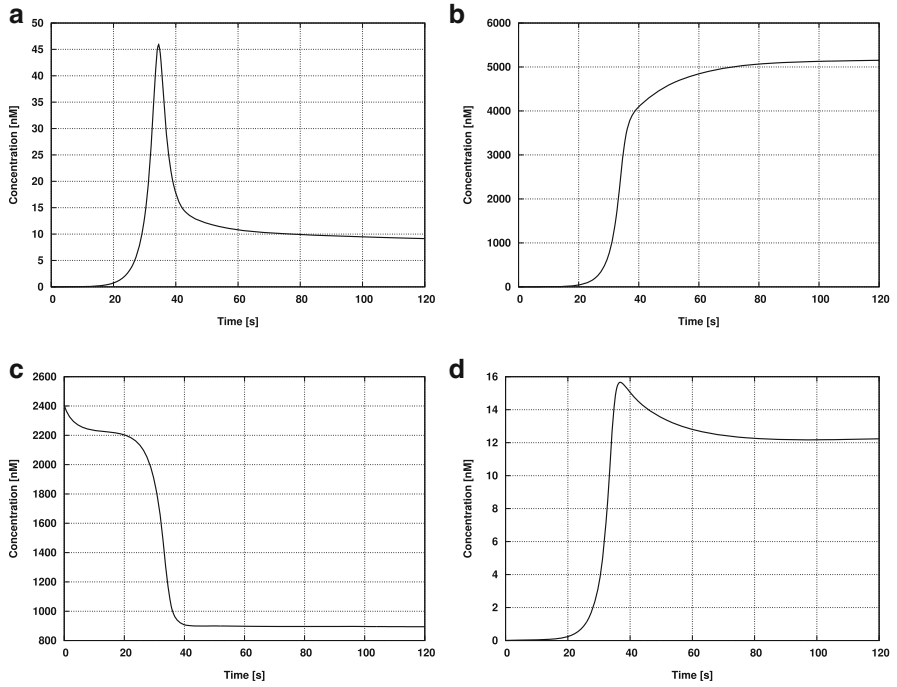 a
50
45
40
35
30
25
20
15
10
5
0
Concentration [nM]
0 20 40 60 80 100 120
Time [s]
b
6000
5000
4000
3000
2000
1000
0
Concentration [nM]
0 20 40 60 80 100 120
Time [s]
c
2600
2400
2200
2000
1800
1600
1400
1200
1000
800
Concentration [nM]
0 20 40 60 80 100 120
Time [s]
d
16
14
12
10
8
6
4
2
0
Concentration [nM]
0 20 40 60 80 100 120
Time [s]